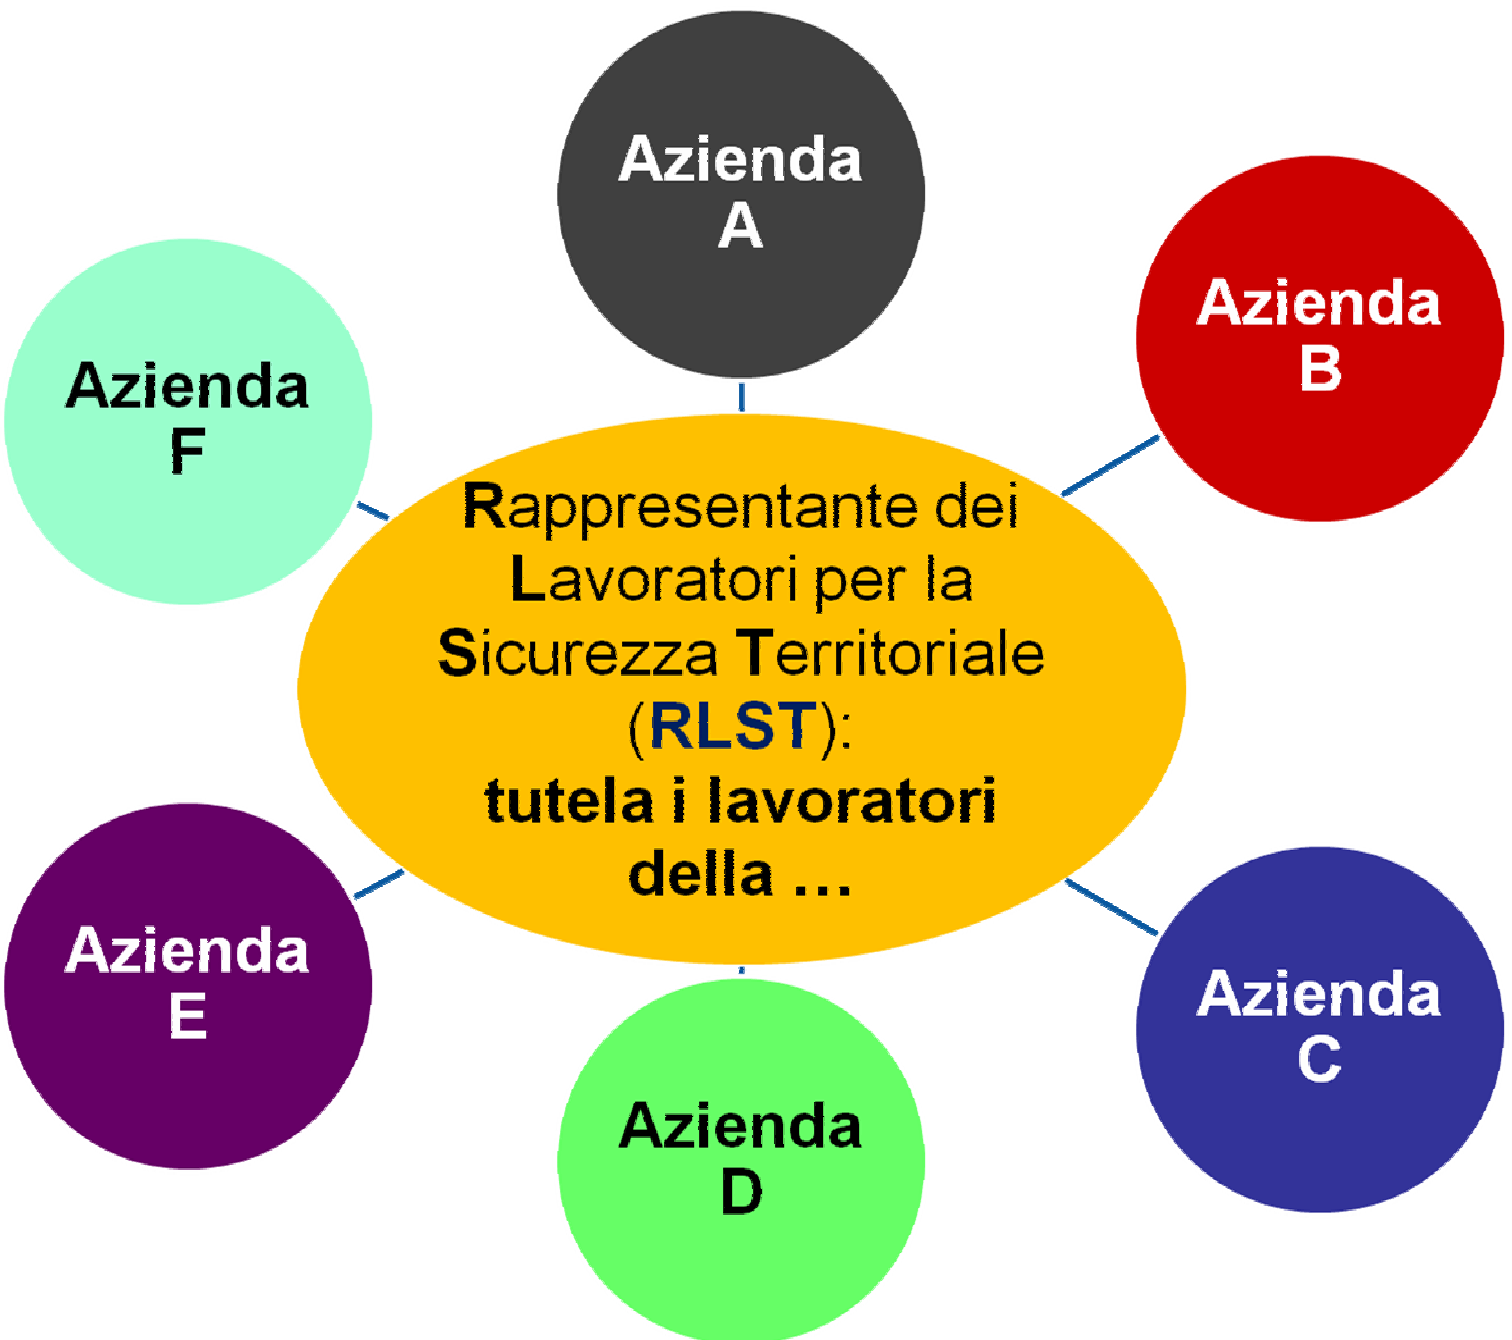 Azienda
A
Azienda
B
Azienda
F
Rappresentante dei
Lavoratori per la
Sicurezza Territoriale
(RLST):
tutela i lavoratori
della ...
Azienda
E
Azienda
C
Azienda
D